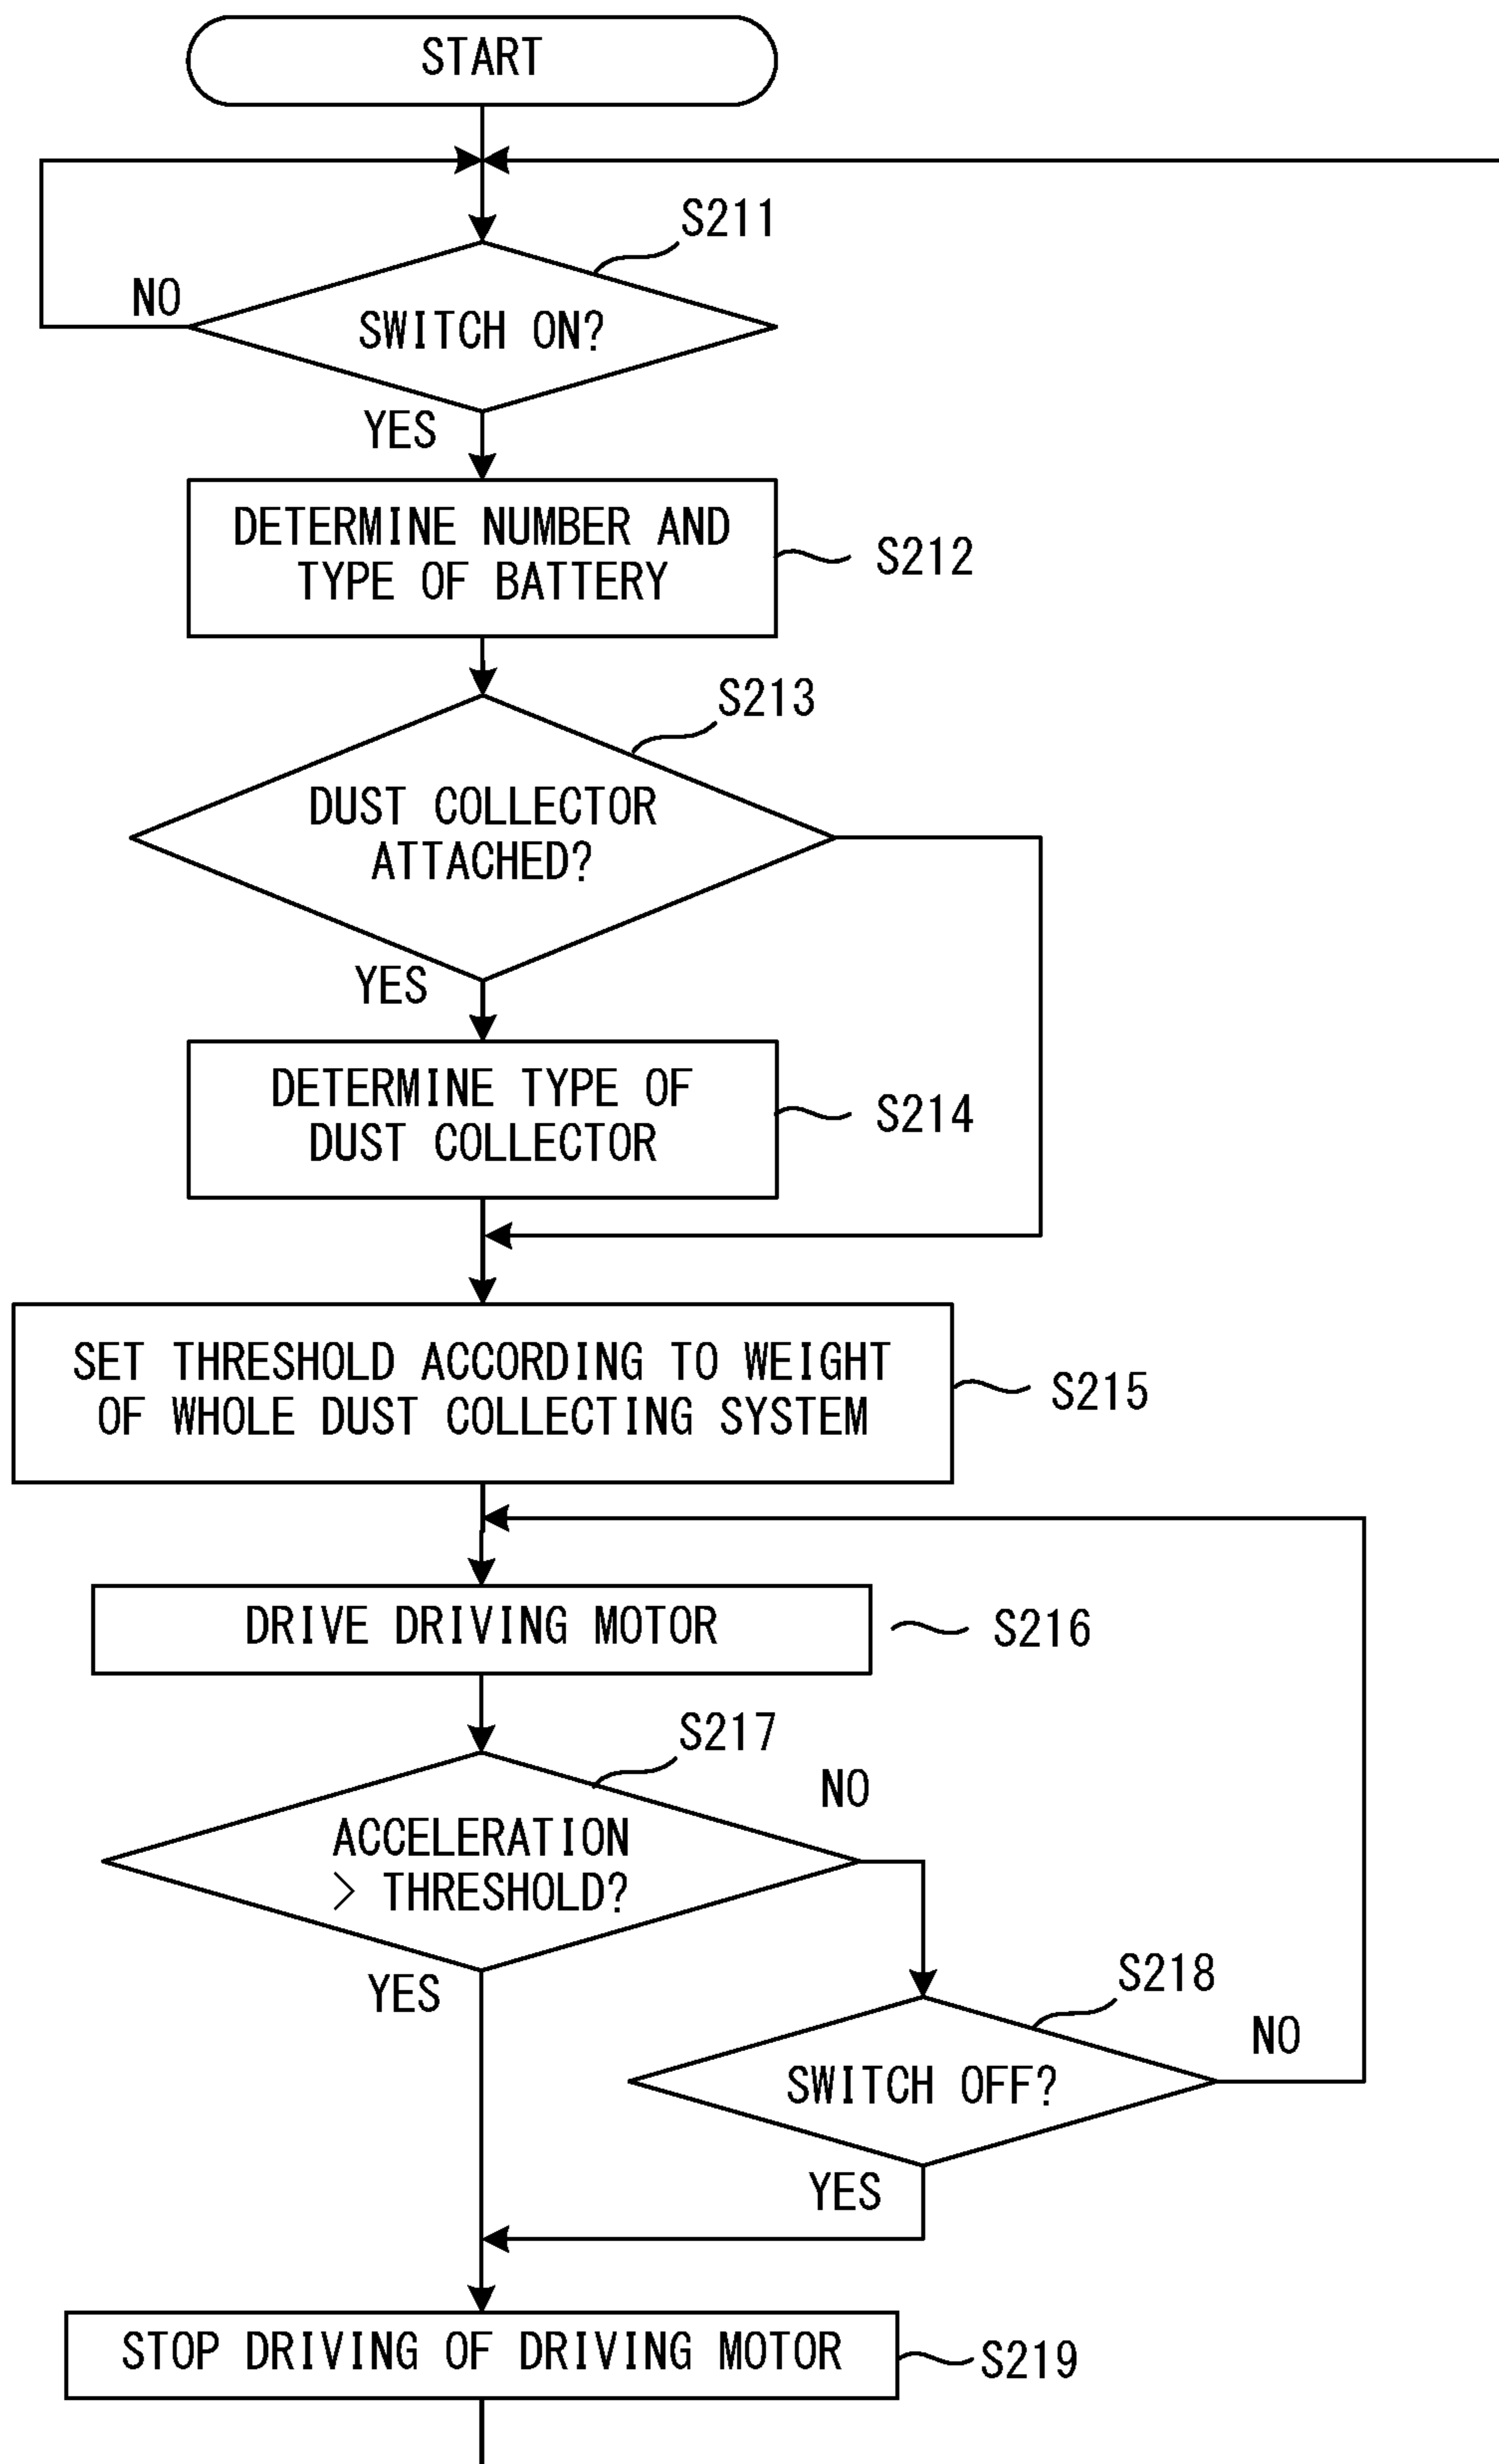 START
S211
NO
SWITCH ON?
YES
DETERMINE NUMBER AND
TYPE OF BATTERY
S212
S213
DUST COLLECTOR
ATTACHED?
YES
DETERMINE TYPE OF
DUST COLLECTOR
S214
SET THRESHOLD ACCORDING TO WEIGHT
OF WHOLE DUST COLLECTING SYSTEM
S215
DRIVE DRIVING MOTOR
S216
S217
NO
ACCELERATION
> THRESHOLD?
YES
S218
NO
SWITCH OFF?
YES
STOP DRIVING OF DRIVING MOTOR
S219